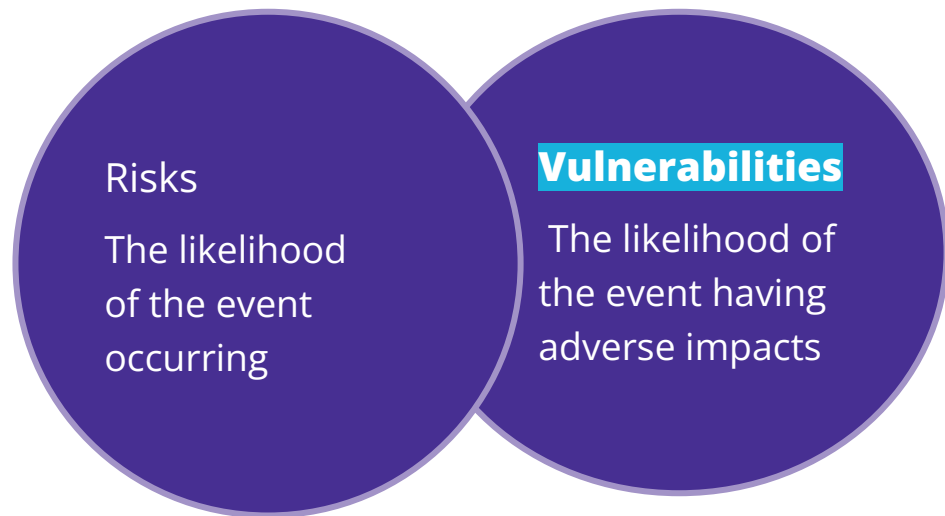 Risks
The likelihood
of the event
occurring
Vulnerabilities
The likelihood of
the event having
adverse impacts